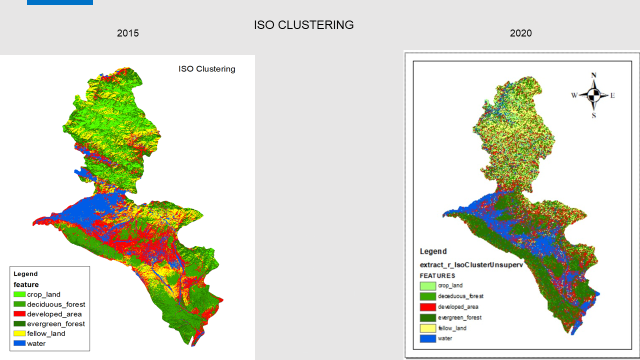 ISO CLUSTERING
2015
2020
ISO Clustering
Legend
feature
crop_land
deciduous_forest
developed_area
evergreen_forest
fellow_land
water
N
W E
S
Legend
extract_r_IsoClusterUnsuperv
FEATURES
crop_land
deciduous_forest
developed_area
evergreen_forest
fellow_land
water